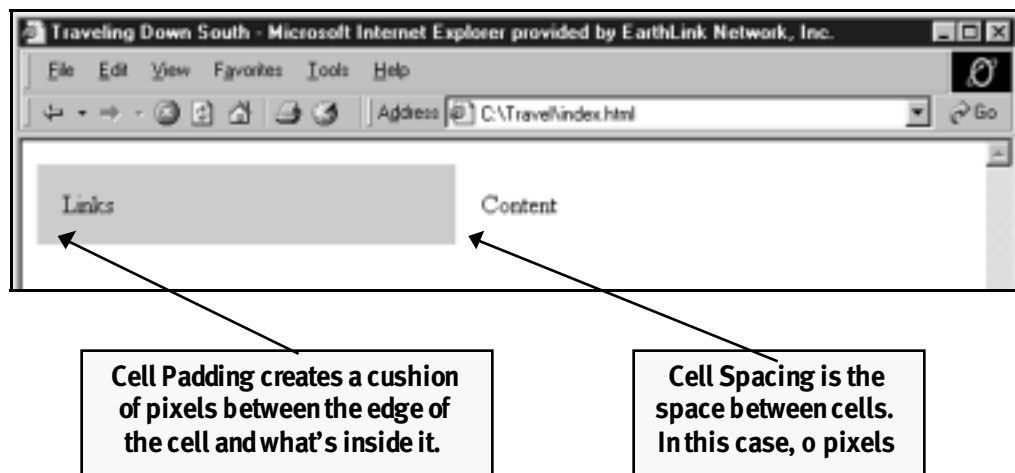 Traveling Down South - Microsoft Internet Explorer provided by EarthLink Network, Inc.
File Edit View Favorites Tools Help
Address C:\Travel\index.html Go
Links Content
Cell Padding creates a cushion
of pixels between the edge of
the cell and what's inside it.
Cell Spacing is the
space between cells.
In this case, 0 pixels